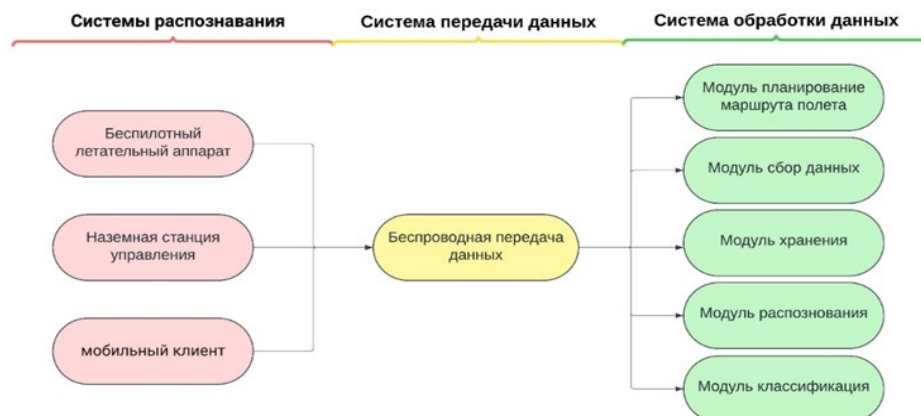 Системы распознавания
Система передачи данных
Система обработки данных
Беспилотный
летательный аппарат
Наземная станция
управления
мобильный клиент
Беспроводная передача
данных
Модуль планирование
маршрута полета
Модуль сбор данных
Модуль хранения
Модуль распознования
Модуль классификация